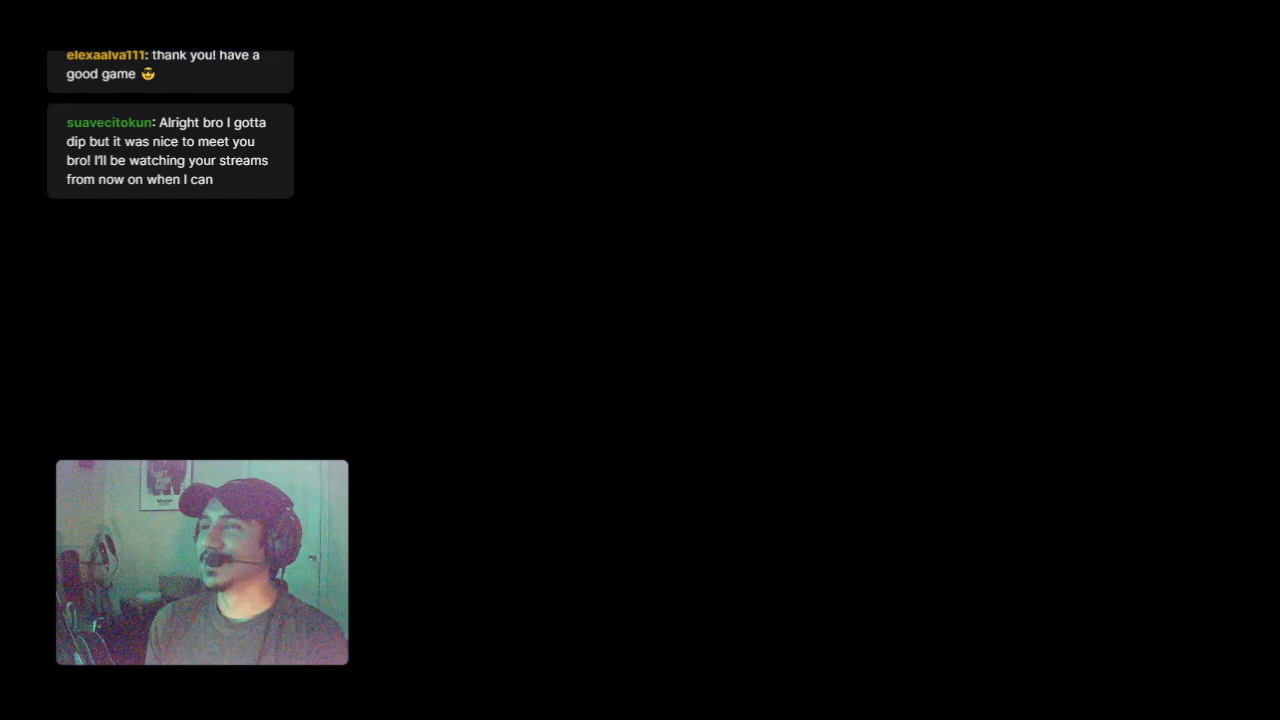 elexaalva111: thank you! have a
good game 😎
suavecitokun: Alright bro I gotta
dip but it was nice to meet you
bro! I'll be watching your streams
from now on when I can